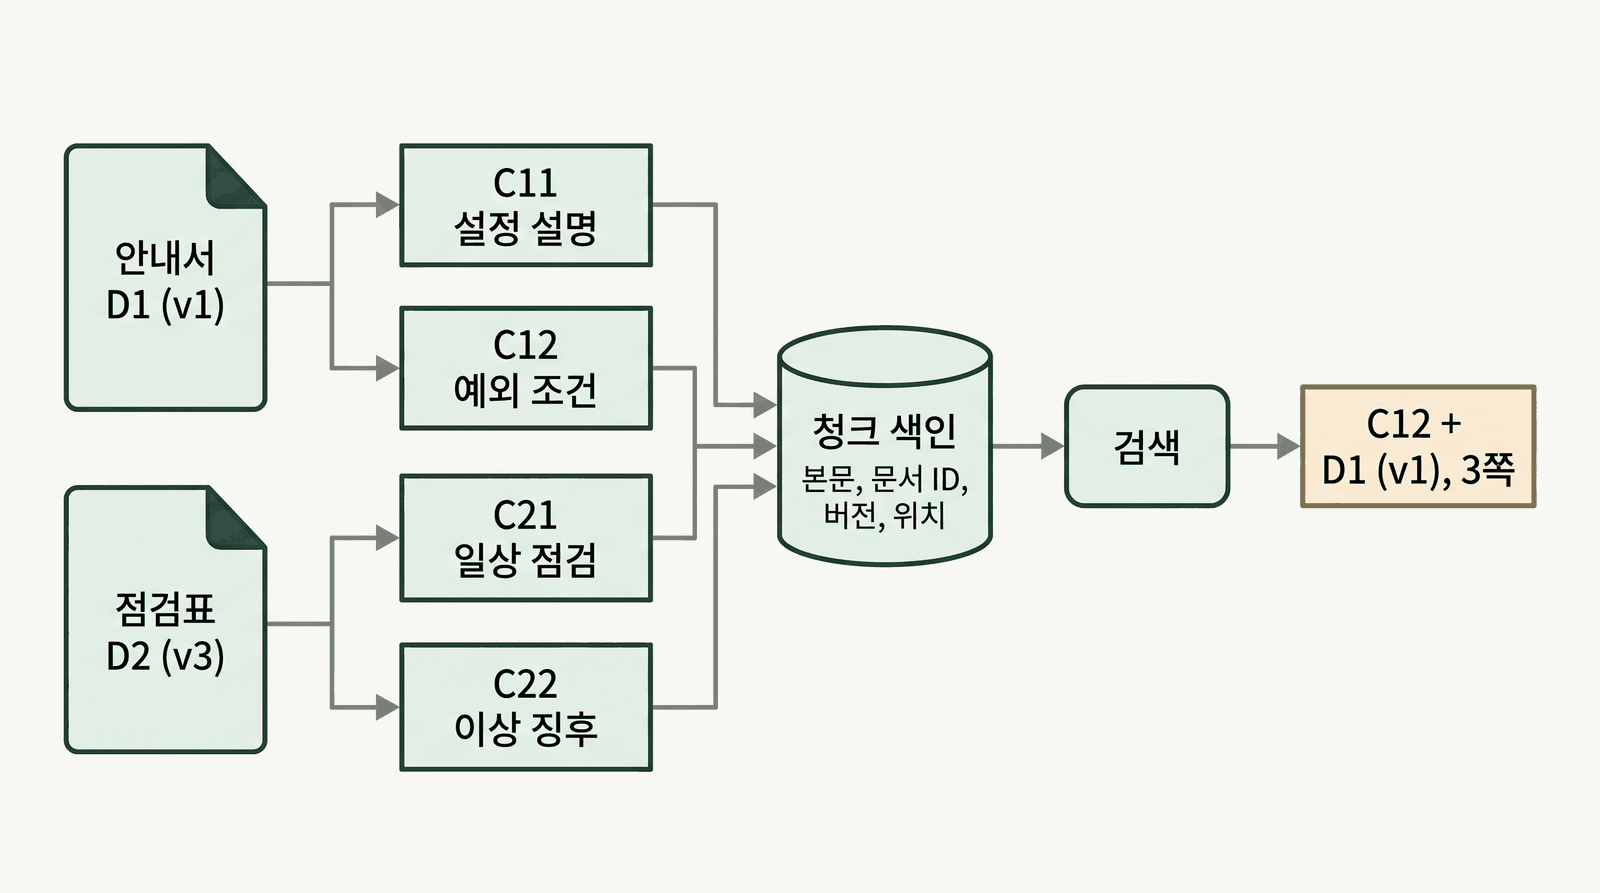 안내서
D1 (v1)
C11
설정 설명
C12
예외 조건
점검표
D2 (v3)
C21
일상 점검
C22
이상 징후
청크 색인
본문, 문서 ID,
버전, 위치
검색
C12 +
D1 (v1), 3쪽